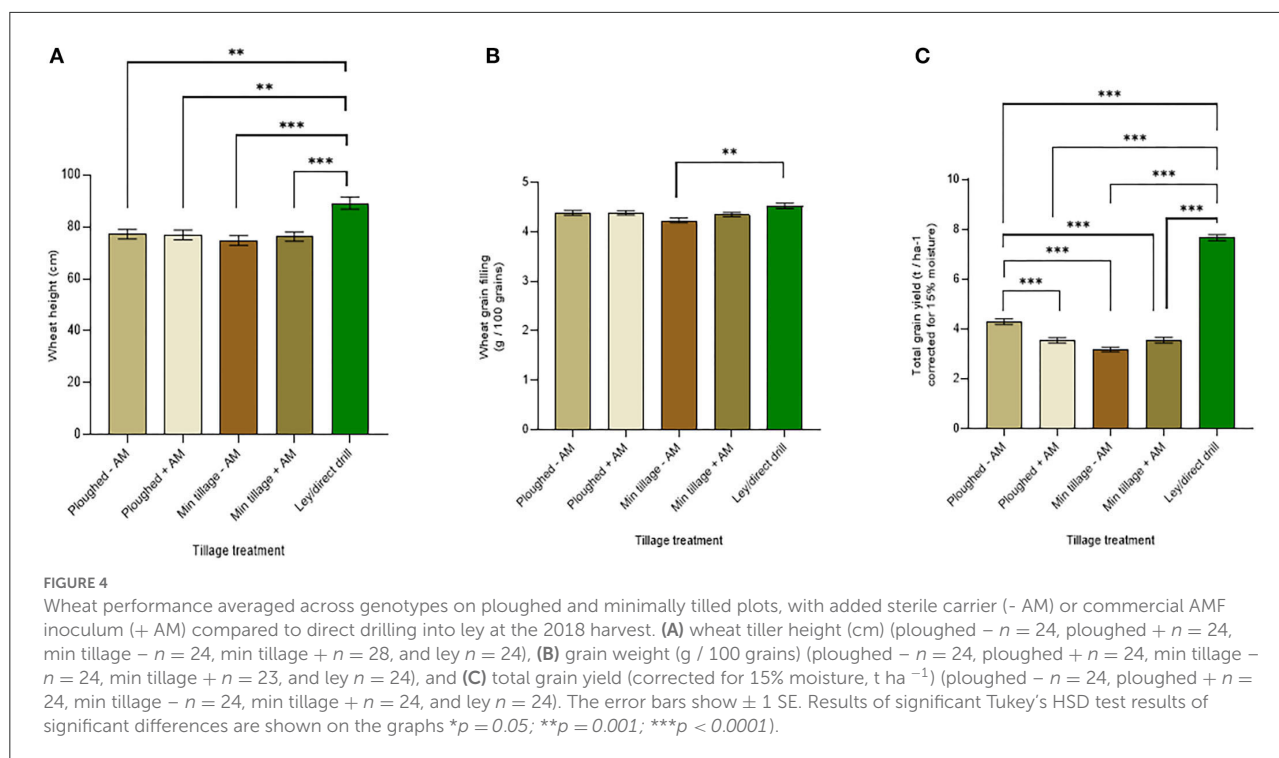 A
**
**
***
***
100
80
60
40
20
0
Wheat height (cm)
Ploughed - AM
Ploughed + AM
Min tillage - AM
Min tillage + AM
Ley/direct drill
Tillage treatment
B
**
5
4
3
2
1
0
Wheat grain filling
(g / 100 grains)
Ploughed - AM
Ploughed + AM
Min tillage - AM
Min tillage + AM
Ley/direct drill
Tillage treatment
C
***
***
***
***
***
***
***
10
8
6
4
2
0
Total grain yield (t / ha-1
corrected for 15% moisture)
Ploughed - AM
Ploughed + AM
Min tillage - AM
Min tillage + AM
Ley/direct drill
Tillage treatment
FIGURE 4
Wheat performance averaged across genotypes on ploughed and minimally tilled plots, with added sterile carrier (- AM) or commercial AMF
inoculum (+ AM) compared to direct drilling into ley at the 2018 harvest. (A) wheat tiller height (cm) (ploughed – n = 24, ploughed + n = 24,
min tillage – n = 24, min tillage + n = 28, and ley n = 24), (B) grain weight (g / 100 grains) (ploughed – n = 24, ploughed + n = 24, min tillage –
n = 24, min tillage + n = 23, and ley n = 24), and (C) total grain yield (corrected for 15% moisture, t ha ⁻¹) (ploughed – n = 24, ploughed + n =
24, min tillage – n = 24, min tillage + n = 24, and ley n = 24). The error bars show ± 1 SE. Results of significant Tukey's HSD test results of
significant differences are shown on the graphs *p = 0.05; **p = 0.001; ***p < 0.0001).